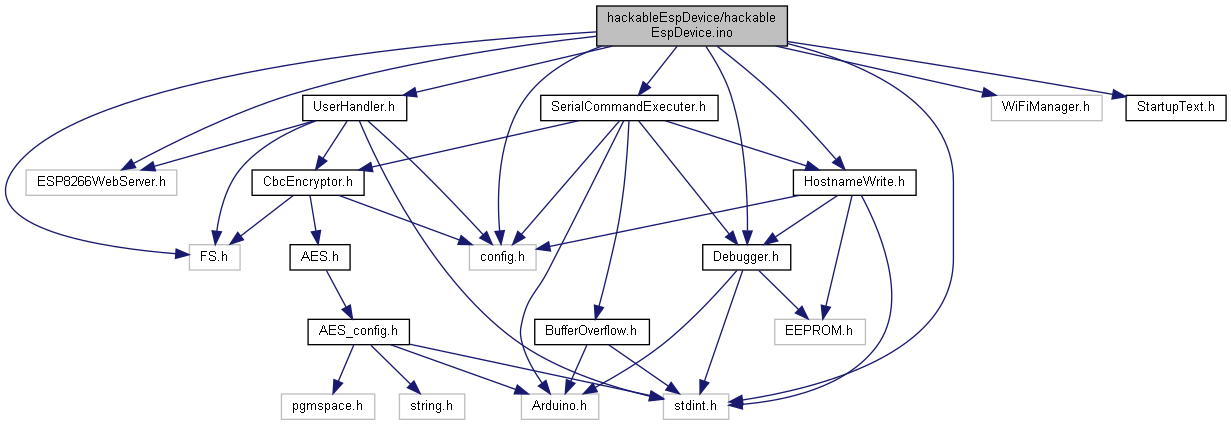 hackableEspDevice/hackable
EspDevice.ino
UserHandler.h
SerialCommandExecuter.h
WiFiManager.h
StartupText.h
ESP8266WebServer.h
CbcEncryptor.h
HostnameWrite.h
FS.h
AES.h
config.h
Debugger.h
AES_config.h
BufferOverflow.h
EEPROM.h
pgmspace.h
string.h
Arduino.h
stdint.h